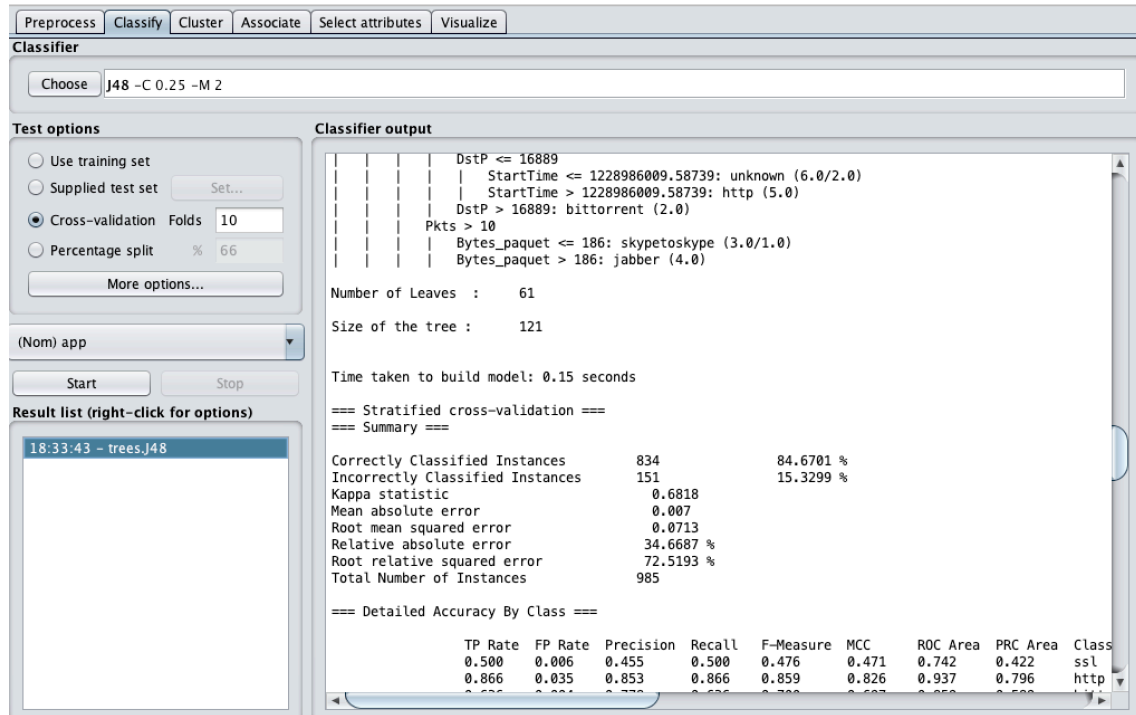 Preprocess Classify Cluster Associate Select attributes Visualize
Classifier
Choose J48 -C 0.25 -M 2
Test options
Use training set
Supplied test set Set...
Cross-validation Folds 10
Percentage split % 66
More options...
(Nom) app
Start Stop
Result list (right-click for options)
18:33:43 - trees.J48
Classifier output
| | | | DstP <= 16889
| | | | | StartTime <= 1228986009.58739: unknown (6.0/2.0)
| | | | | StartTime > 1228986009.58739: http (5.0)
| | | | DstP > 16889: bittorrent (2.0)
| | | Pkts > 10
| | | | Bytes_paquet <= 186: skypetoskype (3.0/1.0)
| | | | Bytes_paquet > 186: jabber (4.0)
Number of Leaves : 61
Size of the tree : 121
Time taken to build model: 0.15 seconds
=== Stratified cross-validation ===
=== Summary ===
Correctly Classified Instances 834 84.6701 %
Incorrectly Classified Instances 151 15.3299 %
Kappa statistic 0.6818
Mean absolute error 0.007
Root mean squared error 0.0713
Relative absolute error 34.6687 %
Root relative squared error 72.5193 %
Total Number of Instances 985
=== Detailed Accuracy By Class ===
TP Rate FP Rate Precision Recall F-Measure MCC ROC Area PRC Area Class
0.500 0.006 0.455 0.500 0.476 0.471 0.742 0.422 ssl
0.866 0.035 0.853 0.866 0.859 0.826 0.937 0.796 http